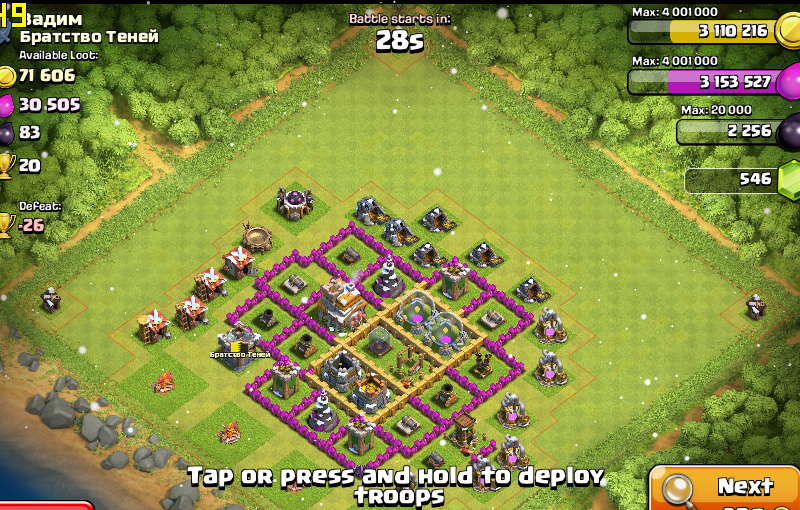 49
Вадим
Братство Теней
Available Loot:
71 606
30 505
83
20
Defeat:
-26
Battle starts in:
28s
Max: 4 001 000
3 110 216
Max: 4 001 000
3 153 527
Max: 20 000
2 256
546
Братство Теней
Tap or press and hold to deploy
troops
Next